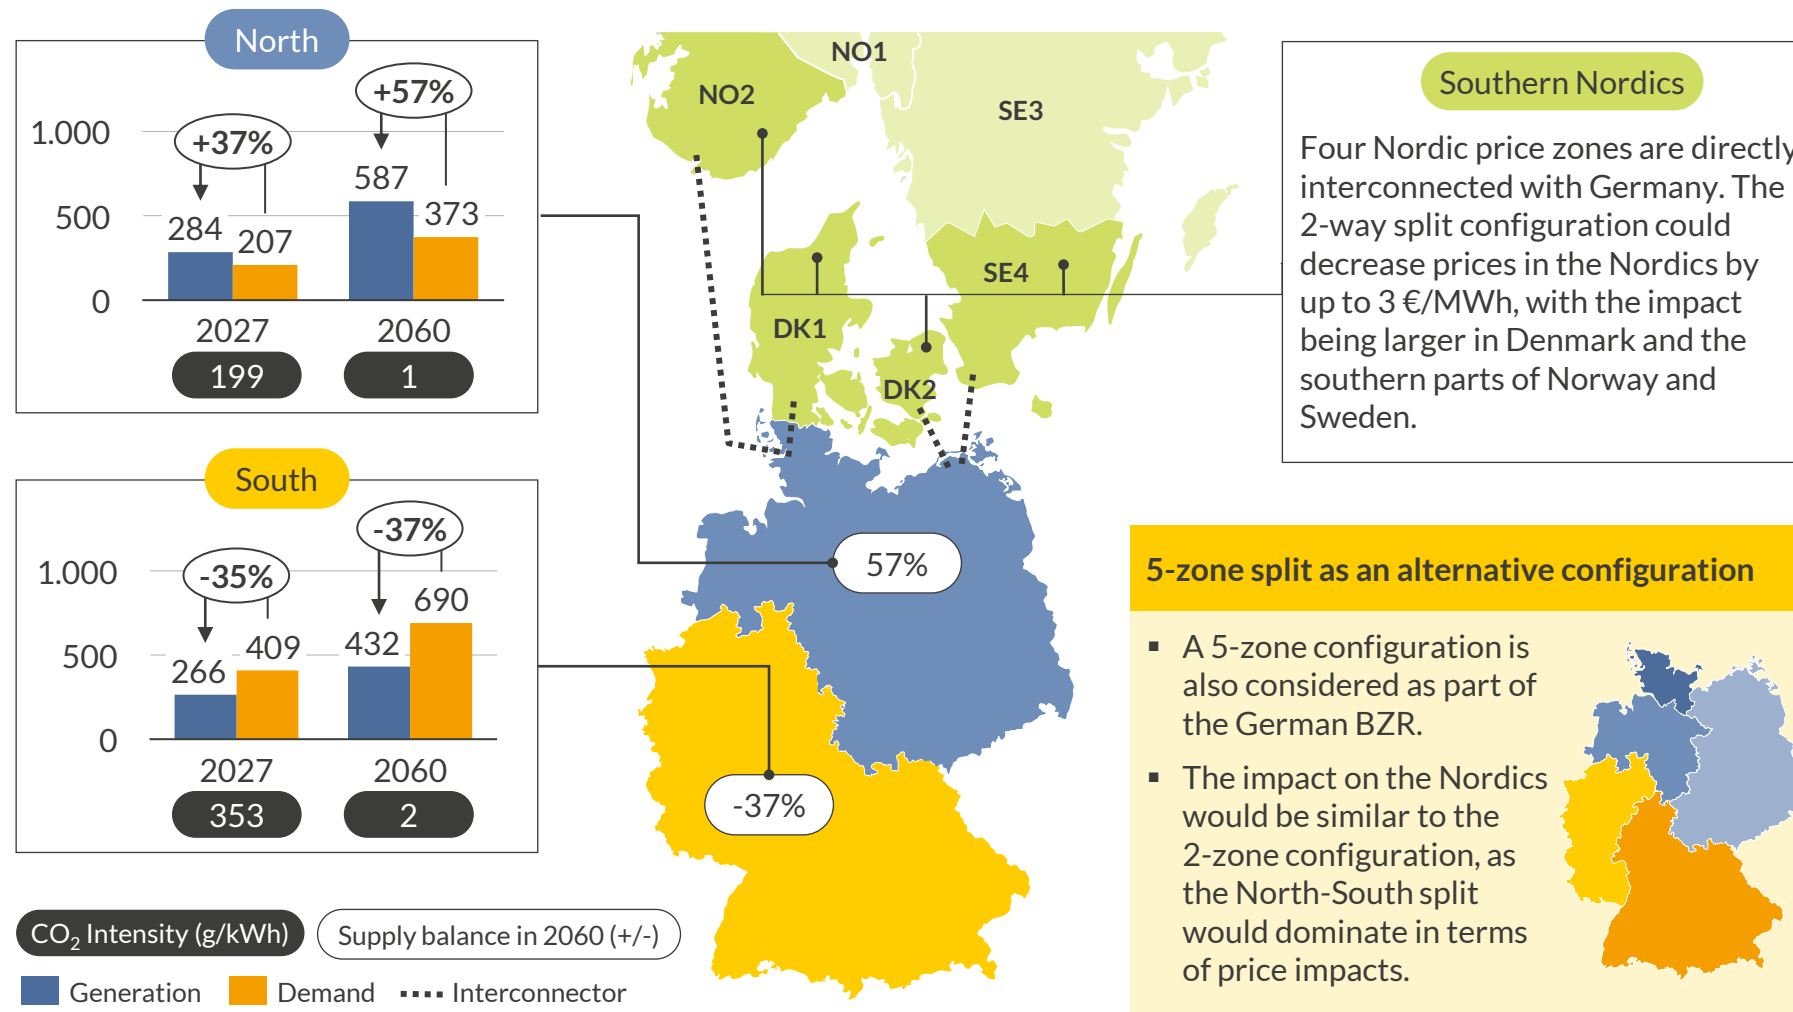 North
1.000
500
0
+37%
+57%
284
207
587
373
2027
2060
199
1
South
1.000
500
0
-35%
-37%
266
409
432
690
2027
2060
353
2
CO2 Intensity (g/kWh)
Supply balance in 2060 (+/-)
Generation
Demand
Interconnector
NO1
NO2
SE3
SE4
DK1
DK2
57%
-37%
Southern Nordics
Four Nordic price zones are directly
interconnected with Germany. The
2-way split configuration could
decrease prices in the Nordics by
up to 3 €/MWh, with the impact
being larger in Denmark and the
southern parts of Norway and
Sweden.
5-zone split as an alternative configuration
▪ A 5-zone configuration is
also considered as part of
the German BZR.
▪ The impact on the Nordics
would be similar to the
2-zone configuration, as
the North-South split
would dominate in terms
of price impacts.